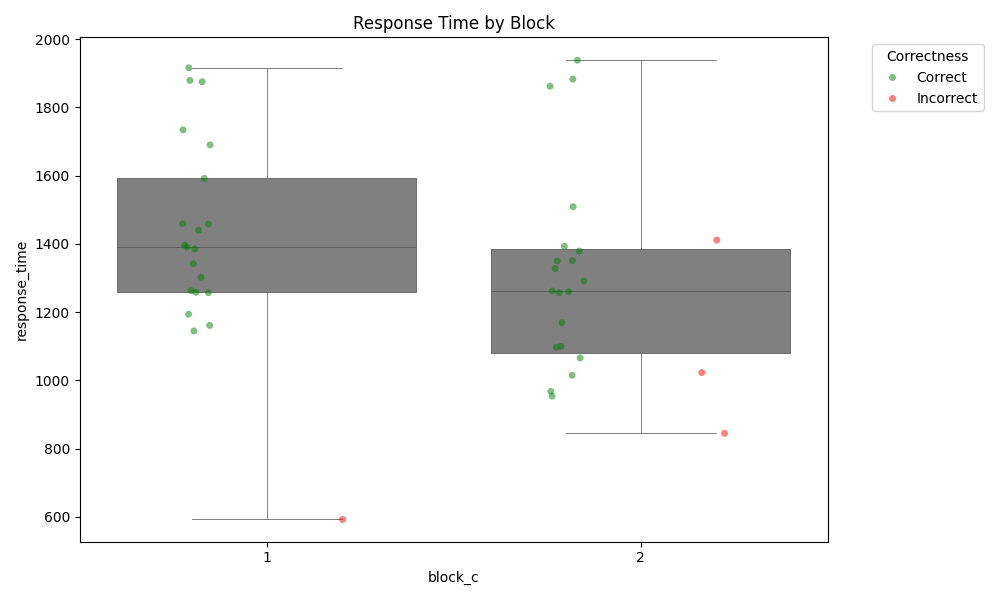 Response Time by Block
2000
1800
1600
1400
1200
1000
800
600
response_time
1
2
block_c
Correctness
Correct
Incorrect